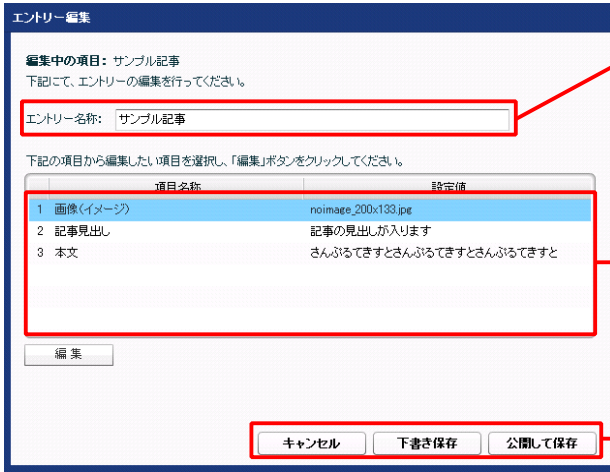 エントリー編集
編集中の項目: サンプル記事
下記にて、エントリーの編集を行ってください。
エントリー名称: サンプル記事
下記の項目から編集したい項目を選択し、「編集」ボタンをクリックしてください。
項目名称 設定値
1 画像(イメージ) noimage_200x133.jpg
2 記事見出し 記事の見出しが入ります
3 本文 さんぷるてきすとさんぷるてきすとさんぷるてきすと
編 集
キャンセル 下書き保存 公開して保存